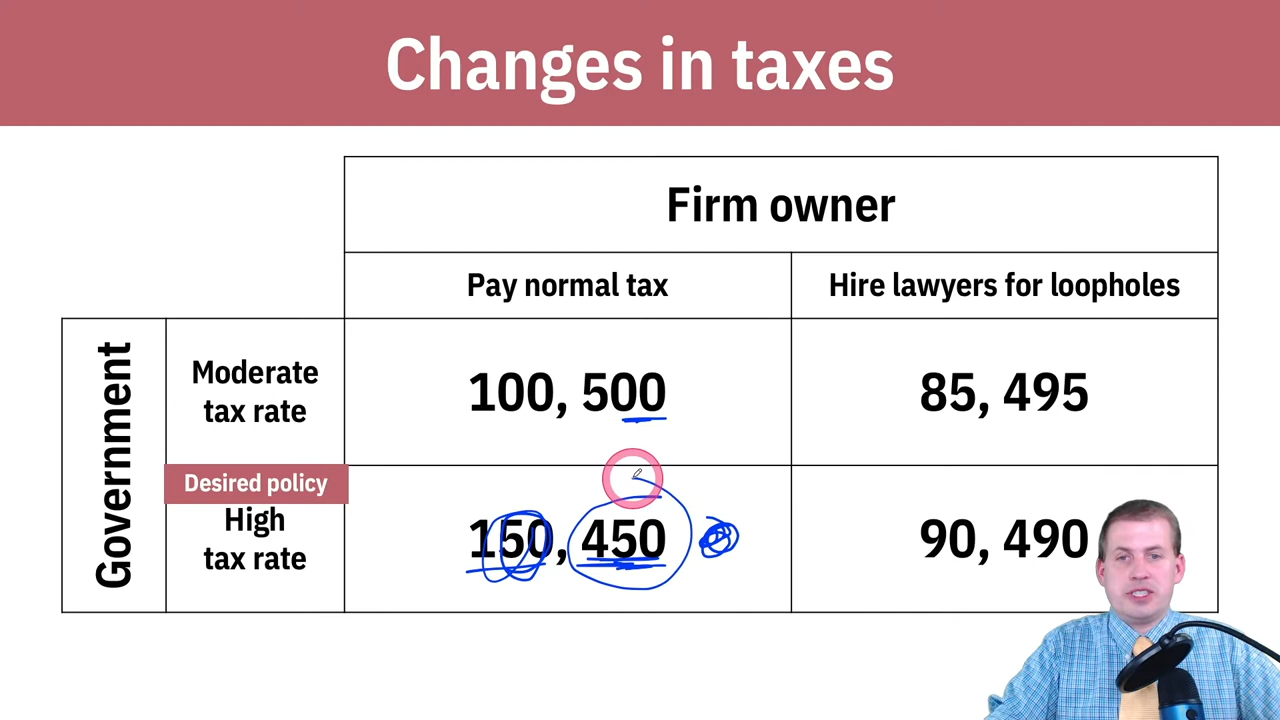 Changes in taxes
Firm owner
Pay normal tax
Hire lawyers for loopholes
Government
Moderate
tax rate
100, 500
85, 495
Desired policy
High
tax rate
150, 450
90, 490